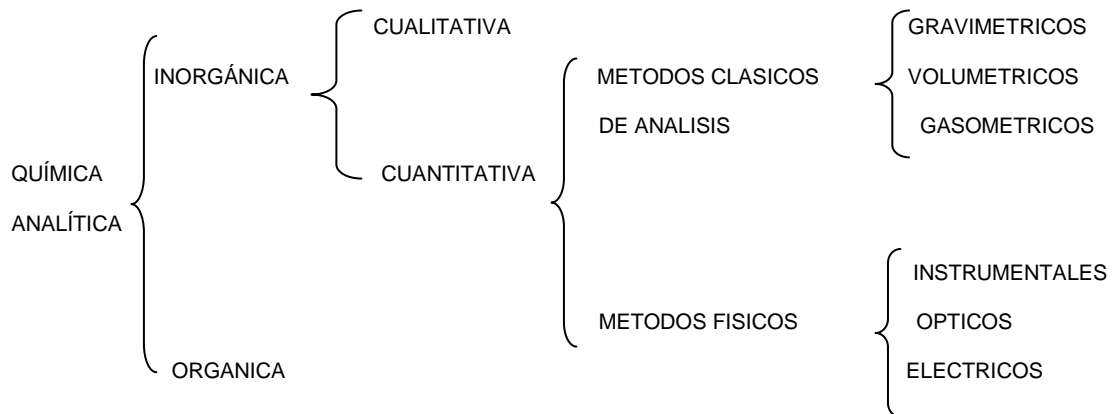 CUALITATIVA
GRAVIMETRICOS
INORGÁNICA
METODOS CLASICOS
VOLUMETRICOS
DE ANALISIS
GASOMETRICOS
QUÍMICA
CUANTITATIVA
ANALÍTICA
INSTRUMENTALES
METODOS FISICOS
OPTICOS
ORGANICA
ELECTRICOS